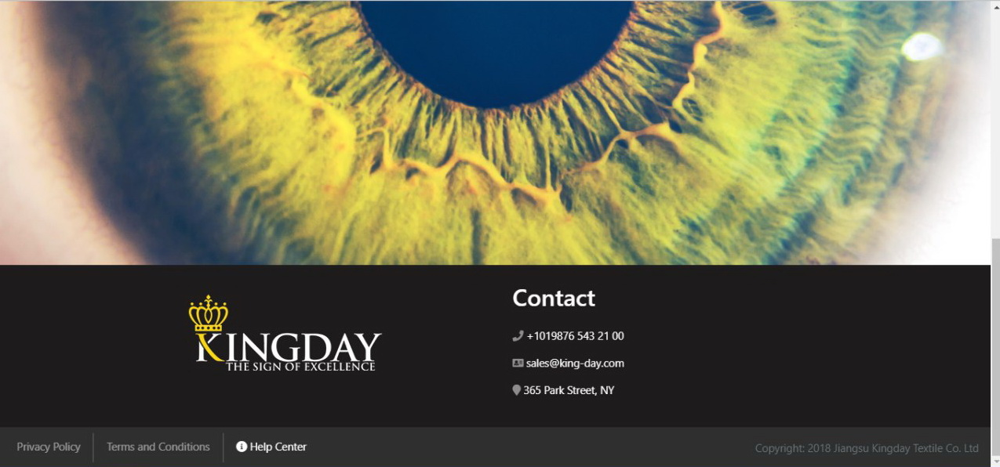 KINGDAY
THE SIGN OF EXCELLENCE
Contact
+1019876 543 21 00
sales@king-day.com
365 Park Street, NY
Privacy Policy
Terms and Conditions
Help Center
Copyright: 2018 Jiangsu Kingday Textile Co. Ltd